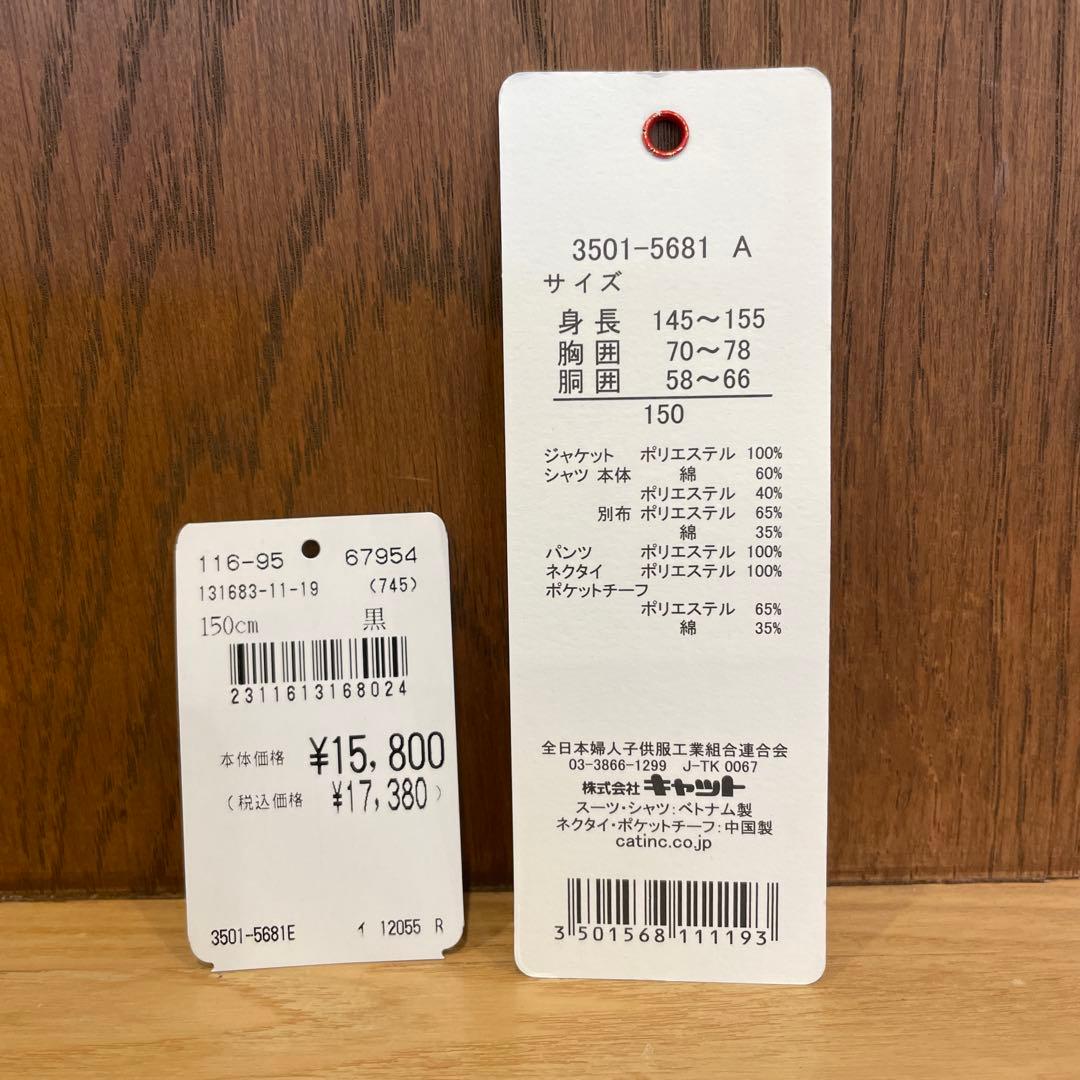 116-95 67954
131683-11-19 (745)
150cm 黒
2311613168024
本体価格 ¥15,800
(税込価格 ¥17,380)
3501-5681E イ 12055 R
3501-5681 A
サイズ
身長 145～155
胸囲 70～78
胴囲 58～66
150
ジャケット ポリエステル 100%
シャツ 本体 綿 60%
ポリエステル 40%
別布 ポリエステル 65%
綿 35%
パンツ ポリエステル 100%
ネクタイ ポリエステル 100%
ポケットチーフ
ポリエステル 65%
綿 35%
全日本婦人子供服工業組合連合会
03-3866-1299 J-TK 0067
株式会社 キャット
スーツ・シャツ:ベトナム製
ネクタイ・ポケットチーフ:中国製
catinc.co.jp
3 501568 111193